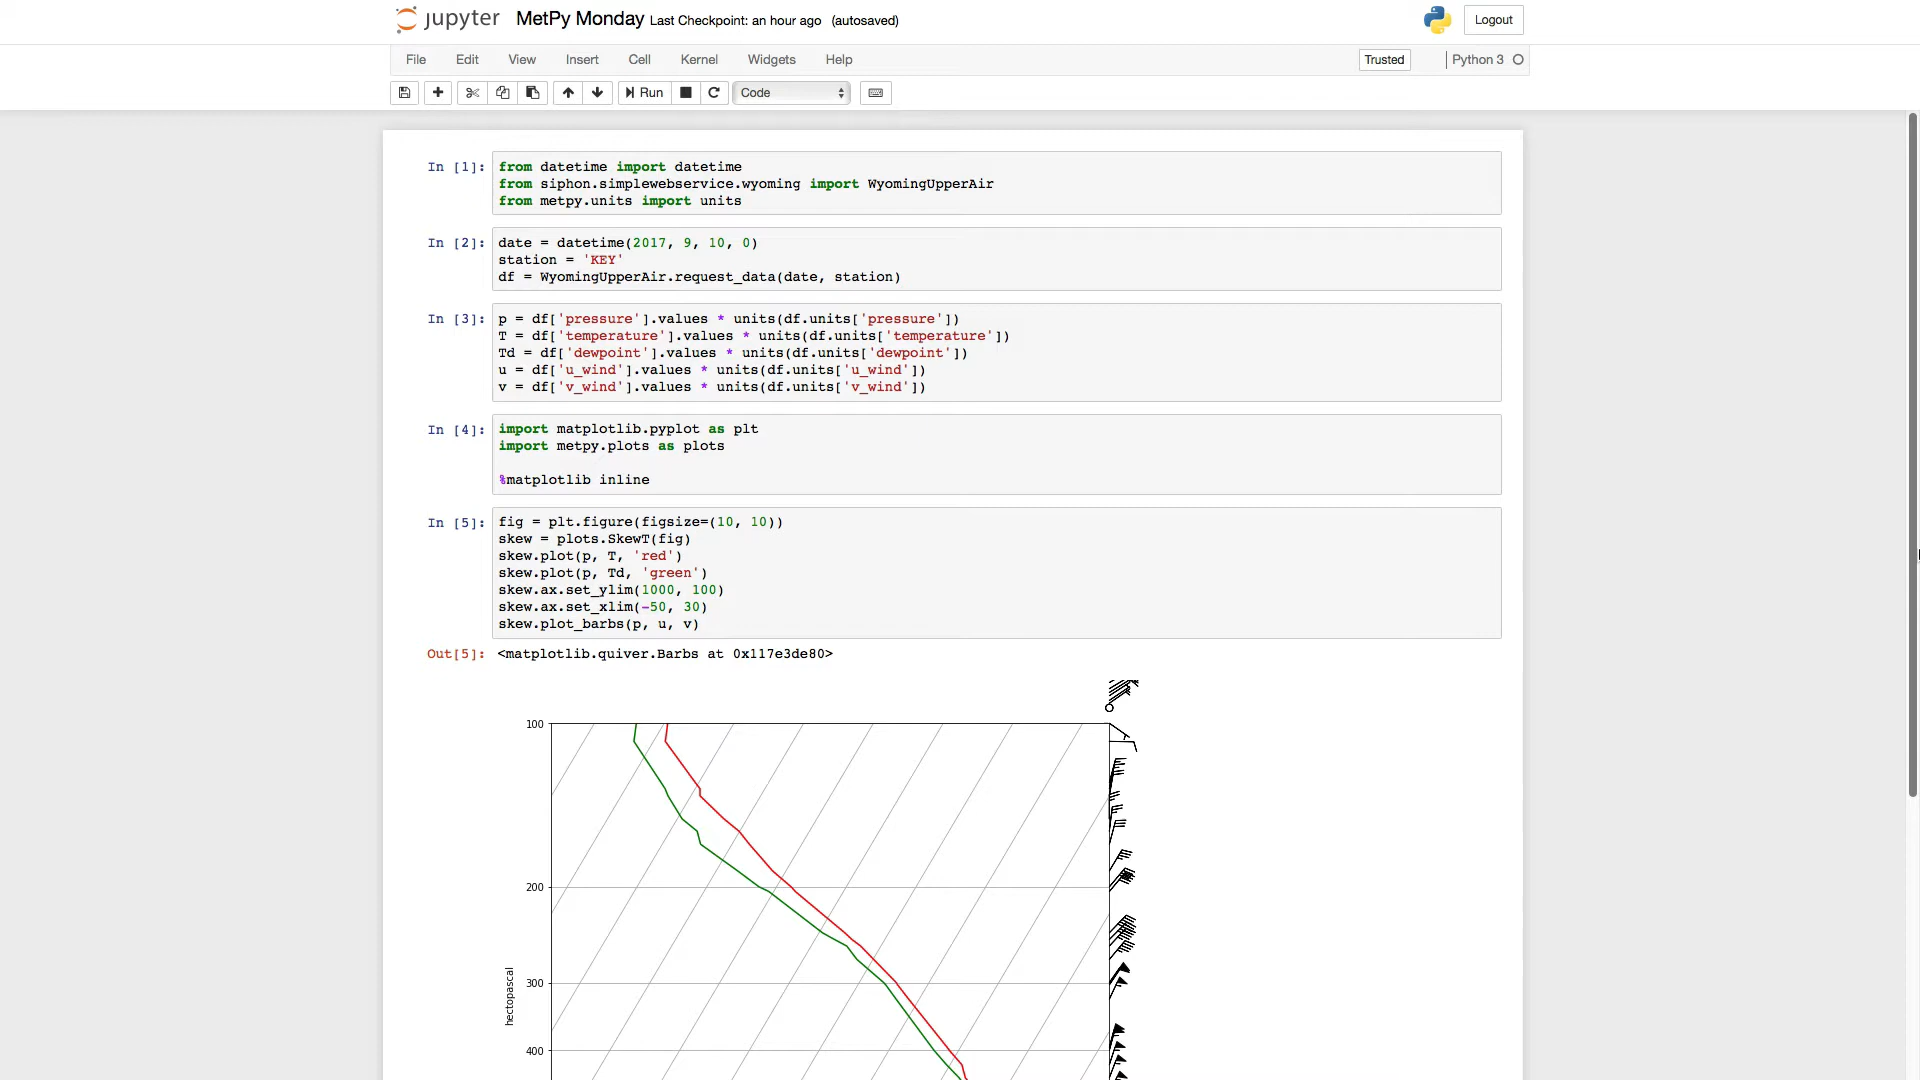 jupyter MetPy Monday Last Checkpoint: an hour ago (autosaved) Logout
File Edit View Insert Cell Kernel Widgets Help Trusted Python 3
Run Code
In [1]: from datetime import datetime
from siphon.simplewebservice.wyoming import WyomingUpperAir
from metpy.units import units
In [2]: date = datetime(2017, 9, 10, 0)
station = 'KEY'
df = WyomingUpperAir.request_data(date, station)
In [3]: p = df['pressure'].values * units(df.units['pressure'])
T = df['temperature'].values * units(df.units['temperature'])
Td = df['dewpoint'].values * units(df.units['dewpoint'])
u = df['u_wind'].values * units(df.units['u_wind'])
v = df['v_wind'].values * units(df.units['v_wind'])
In [4]: import matplotlib.pyplot as plt
import metpy.plots as plots
%matplotlib inline
In [5]: fig = plt.figure(figsize=(10, 10))
skew = plots.SkewT(fig)
skew.plot(p, T, 'red')
skew.plot(p, Td, 'green')
skew.ax.set_ylim(1000, 100)
skew.ax.set_xlim(-50, 30)
skew.plot_barbs(p, u, v)
Out[5]: <matplotlib.quiver.Barbs at 0x117e3de80>
100
200
300
hectopascal
400